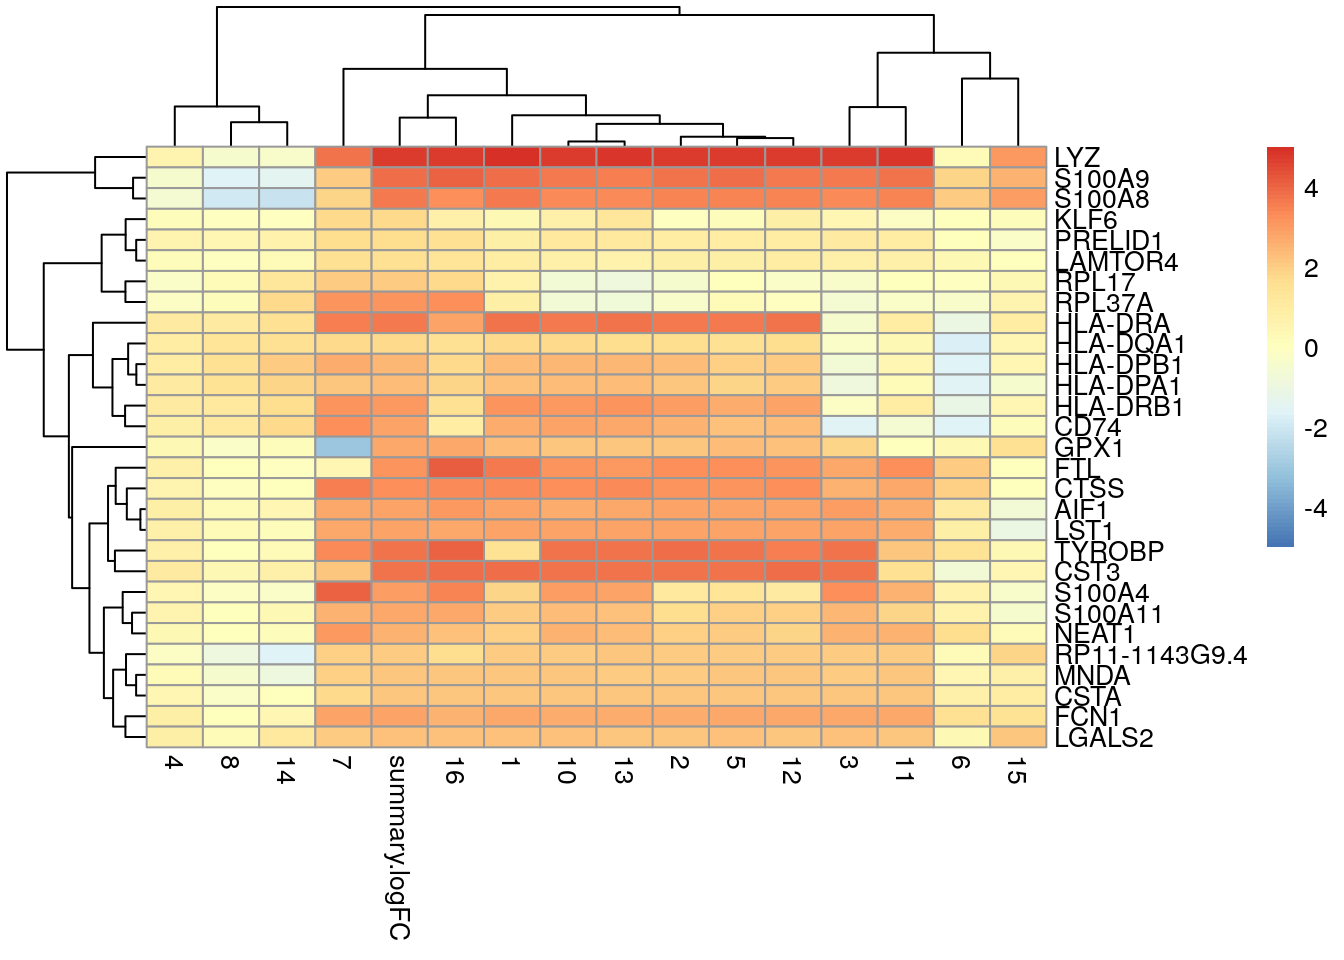 LYZ
S100A9
S100A8
KLF6
PRELID1
LAMTOR4
RPL17
RPL37A
HLA-DRA
HLA-DQA1
HLA-DPB1
HLA-DPA1
HLA-DRB1
CD74
GPX1
FTL
CTSS
AIF1
LST1
TYROBP
CST3
S100A4
S100A11
NEAT1
RP11-1143G9.4
MNDA
CSTA
FCN1
LGALS2
4 8 14 7 summary.logFC 16 1 10 13 2 5 12 3 11 6 15
4
2
0
-2
-4